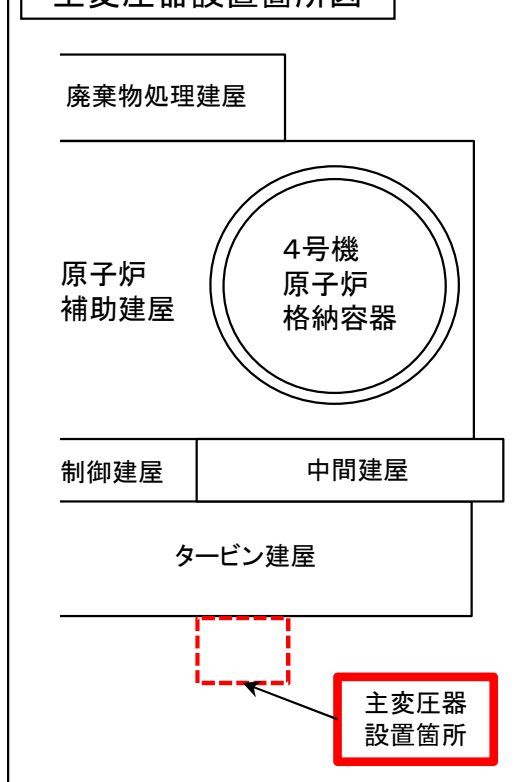 主変圧器設置箇所図
廃棄物処理建屋
4号機
原子炉
格納容器
原子炉
補助建屋
制御建屋
中間建屋
タービン建屋
主変圧器
設置箇所